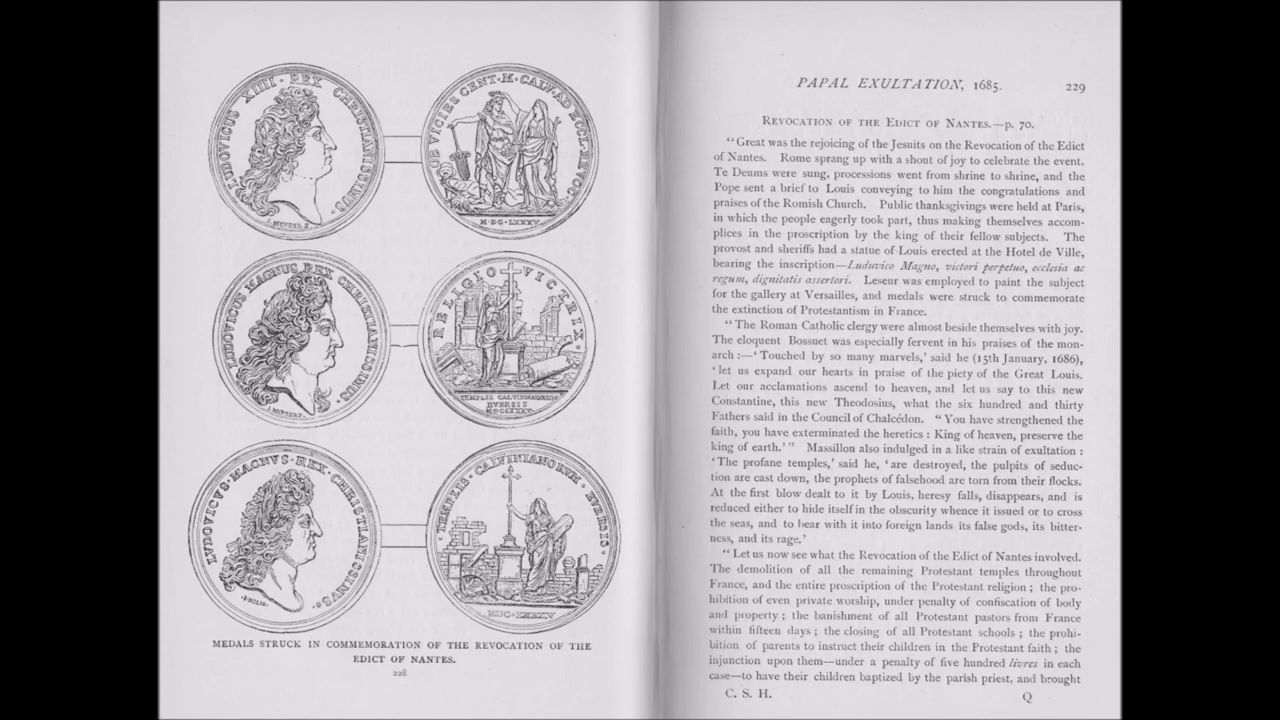 LUDOVICUS XIIII · REX CHRISTIANISSIMUS.
OB VICIES CENT · M · CALV · AD ECCL · REVOC ·
M·DC·LXXXV
LUDOVICUS MAGNUS REX CHRISTIANISSIMUS.
RELIGIO VICTRIX.
TEMPLIS CALVINIANORUM
EVERSIS
MDCLXXXV.
LVDOVICVS·MAGNVS·REX·CHRISTIANISSIMVS·
· TEMPLIS · CALVINIANORVM · EVERSIS ·
MDC·LXXXV
MEDALS STRUCK IN COMMEMORATION OF THE REVOCATION OF THE
EDICT OF NANTES.
228
PAPAL EXULTATION, 1685. 229
REVOCATION OF THE EDICT OF NANTES.—p. 70.
“Great was the rejoicing of the Jesuits on the Revocation of the Edict
of Nantes. Rome sprang up with a shout of joy to celebrate the event.
Te Deums were sung, processions went from shrine to shrine, and the
Pope sent a brief to Louis conveying to him the congratulations and
praises of the Romish Church. Public thanksgivings were held at Paris,
in which the people eagerly took part, thus making themselves accom-
plices in the proscription by the king of their fellow subjects. The
provost and sheriffs had a statue of Louis erected at the Hotel de Ville,
bearing the inscription—Luduvico Magno, victori perpetuo, ecclesia ac
regum, dignitatis assertori. Leseur was employed to paint the subject
for the gallery at Versailles, and medals were struck to commemorate
the extinction of Protestantism in France.
“The Roman Catholic clergy were almost beside themselves with joy.
The eloquent Bossuet was especially fervent in his praises of the mon-
arch :—‘Touched by so many marvels,’ said he (15th January, 1686),
‘let us expand our hearts in praise of the piety of the Great Louis.
Let our acclamations ascend to heaven, and let us say to this new
Constantine, this new Theodosius, what the six hundred and thirty
Fathers said in the Council of Chalcédon. “You have strengthened the
faith, you have exterminated the heretics : King of heaven, preserve the
king of earth.’” Massillon also indulged in a like strain of exultation :
‘The profane temples,’ said he, ‘are destroyed, the pulpits of seduc-
tion are cast down, the prophets of falsehood are torn from their flocks.
At the first blow dealt to it by Louis, heresy falls, disappears, and is
reduced either to hide itself in the obscurity whence it issued or to cross
the seas, and to bear with it into foreign lands its false gods, its bitter-
ness, and its rage.’
“Let us now see what the Revocation of the Edict of Nantes involved.
The demolition of all the remaining Protestant temples throughout
France, and the entire proscription of the Protestant religion ; the pro-
hibition of even private worship, under penalty of confiscation of body
and property ; the banishment of all Protestant pastors from France
within fifteen days ; the closing of all Protestant schools ; the prohi-
bition of parents to instruct their children in the Protestant faith ; the
injunction upon them—under a penalty of five hundred livres in each
case—to have their children baptized by the parish priest, and brought
C. S. H. Q